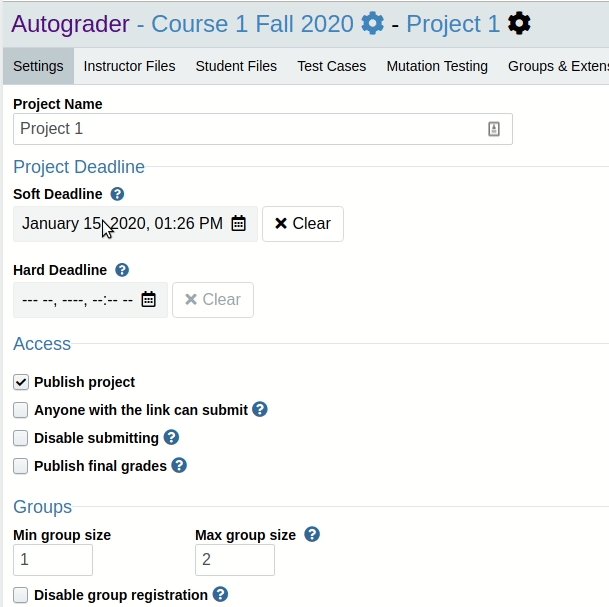 Autograder - Course 1 Fall 2020 - Project 1
Settings Instructor Files Student Files Test Cases Mutation Testing Groups & Extens
Project Name
Project 1
Project Deadline
Soft Deadline ?
January 15, 2020, 01:26 PM Clear
Hard Deadline ?
--- --, ----, --:-- -- Clear
Access
Publish project
Anyone with the link can submit ?
Disable submitting ?
Publish final grades ?
Groups
Min group size Max group size ?
1 2
Disable group registration ?